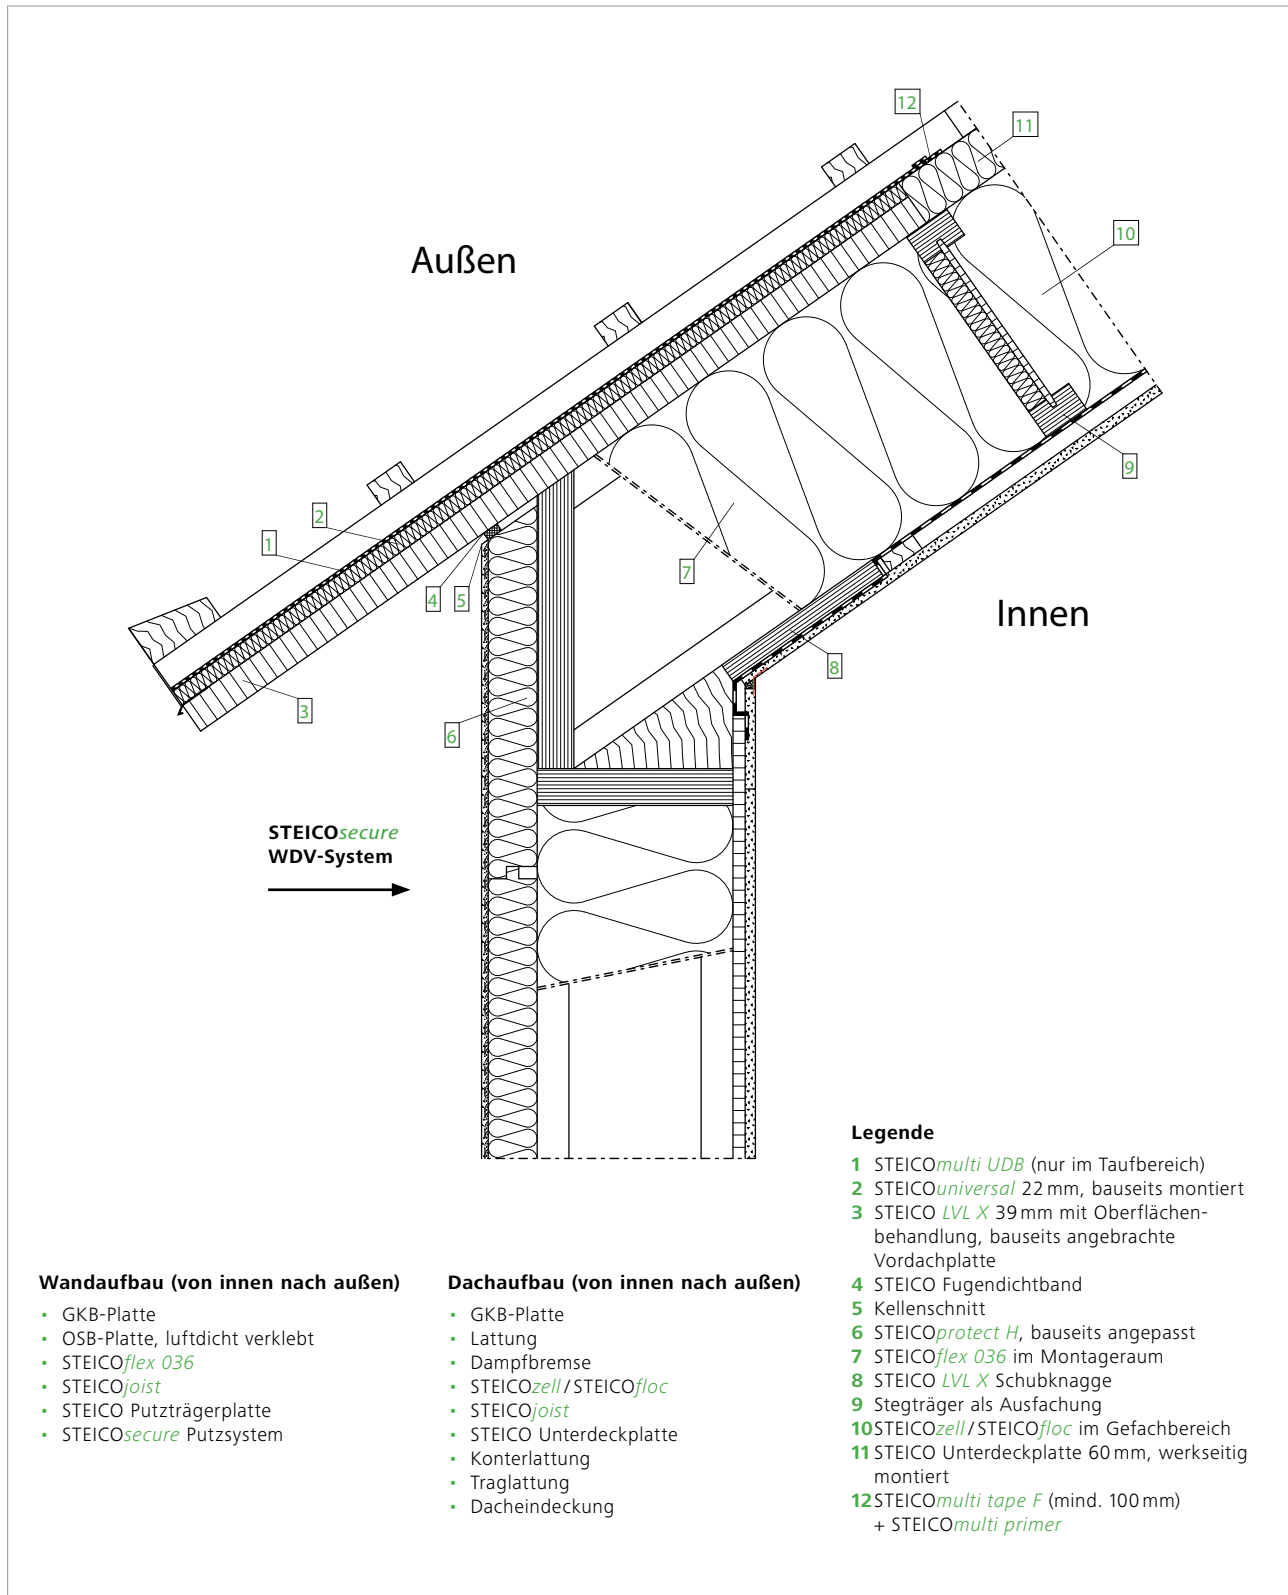 12
11
10
Außen
9
2
1
7
4
5
Innen
8
3
6
STEICOsecure
WDV-System
Legende
1 STEICOmulti UDB (nur im Taufbereich)
2 STEICOuniversal 22 mm, bauseits montiert
3 STEICO LVL X 39 mm mit Oberflächen-
behandlung, bauseits angebrachte
Vordachplatte
4 STEICO Fugendichtband
5 Kellenschnitt
6 STEICOprotect H, bauseits angepasst
7 STEICOflex 036 im Montageraum
8 STEICO LVL X Schubknagge
9 Stegträger als Ausfachung
10 STEICOzell / STEICOfloc im Gefachbereich
11 STEICO Unterdeckplatte 60 mm, werkseitig
montiert
12 STEICOmulti tape F (mind. 100 mm)
+ STEICOmulti primer
Wandaufbau (von innen nach außen)
• GKB-Platte
• OSB-Platte, luftdicht verklebt
• STEICOflex 036
• STEICOjoist
• STEICO Putzträgerplatte
• STEICOsecure Putzsystem
Dachaufbau (von innen nach außen)
• GKB-Platte
• Lattung
• Dampfbremse
• STEICOzell / STEICOfloc
• STEICOjoist
• STEICO Unterdeckplatte
• Konterlattung
• Traglattung
• Dacheindeckung